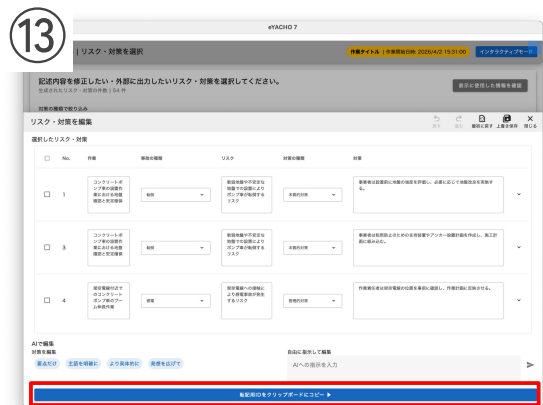 ⑬
eYACHO 7
| リスク・対策を選択
作業タイトル | 作業開始日時: 2026/4/2 15:31:00
インタラクティブモード
記述内容を修正したい・外部に出力したいリスク・対策を選択してください。
生成されたリスク・対策の件数 | 54 件
表示に使用した情報を確認
対策の種類で絞り込み
リスク・対策を編集
戻す
進む
最初に戻す
上書き保存
閉じる
選択したリスク・対策
No.
作業
事故の種類
リスク
対策の種類
対策
1
コンクリートポ
ンプ車の設置作
業における地盤
確認と安定確保
転倒
軟弱地盤や不安定な
地盤での設置により
ポンプ車が転倒する
リスク
本質的対策
事業者は設置前に地盤の強度を評価し、必要に応じて地盤改良を実施す
る。
3
コンクリートポ
ンプ車の設置作
業における地盤
確認と安定確保
転倒
軟弱地盤や不安定な
地盤での設置により
ポンプ車が転倒する
リスク
本質的対策
事業者は転倒防止のための支持装置やアンカー設置計画を作成し、施工計
画に組み込む。
4
架空電線付近で
のコンクリート
ポンプ車のブー
ム伸長作業
感電
架空電線への接触に
より感電事故が発生
するリスク
管理的対策
作業責任者は架空電線の位置を事前に確認し、作業計画に反映させる。
AIで編集
対策を編集
要点だけ
主語を明確に
より具体的に
発想を広げて
自由に指示して編集
AIへの指示を入力
転記用IDをクリップボードにコピー ▶